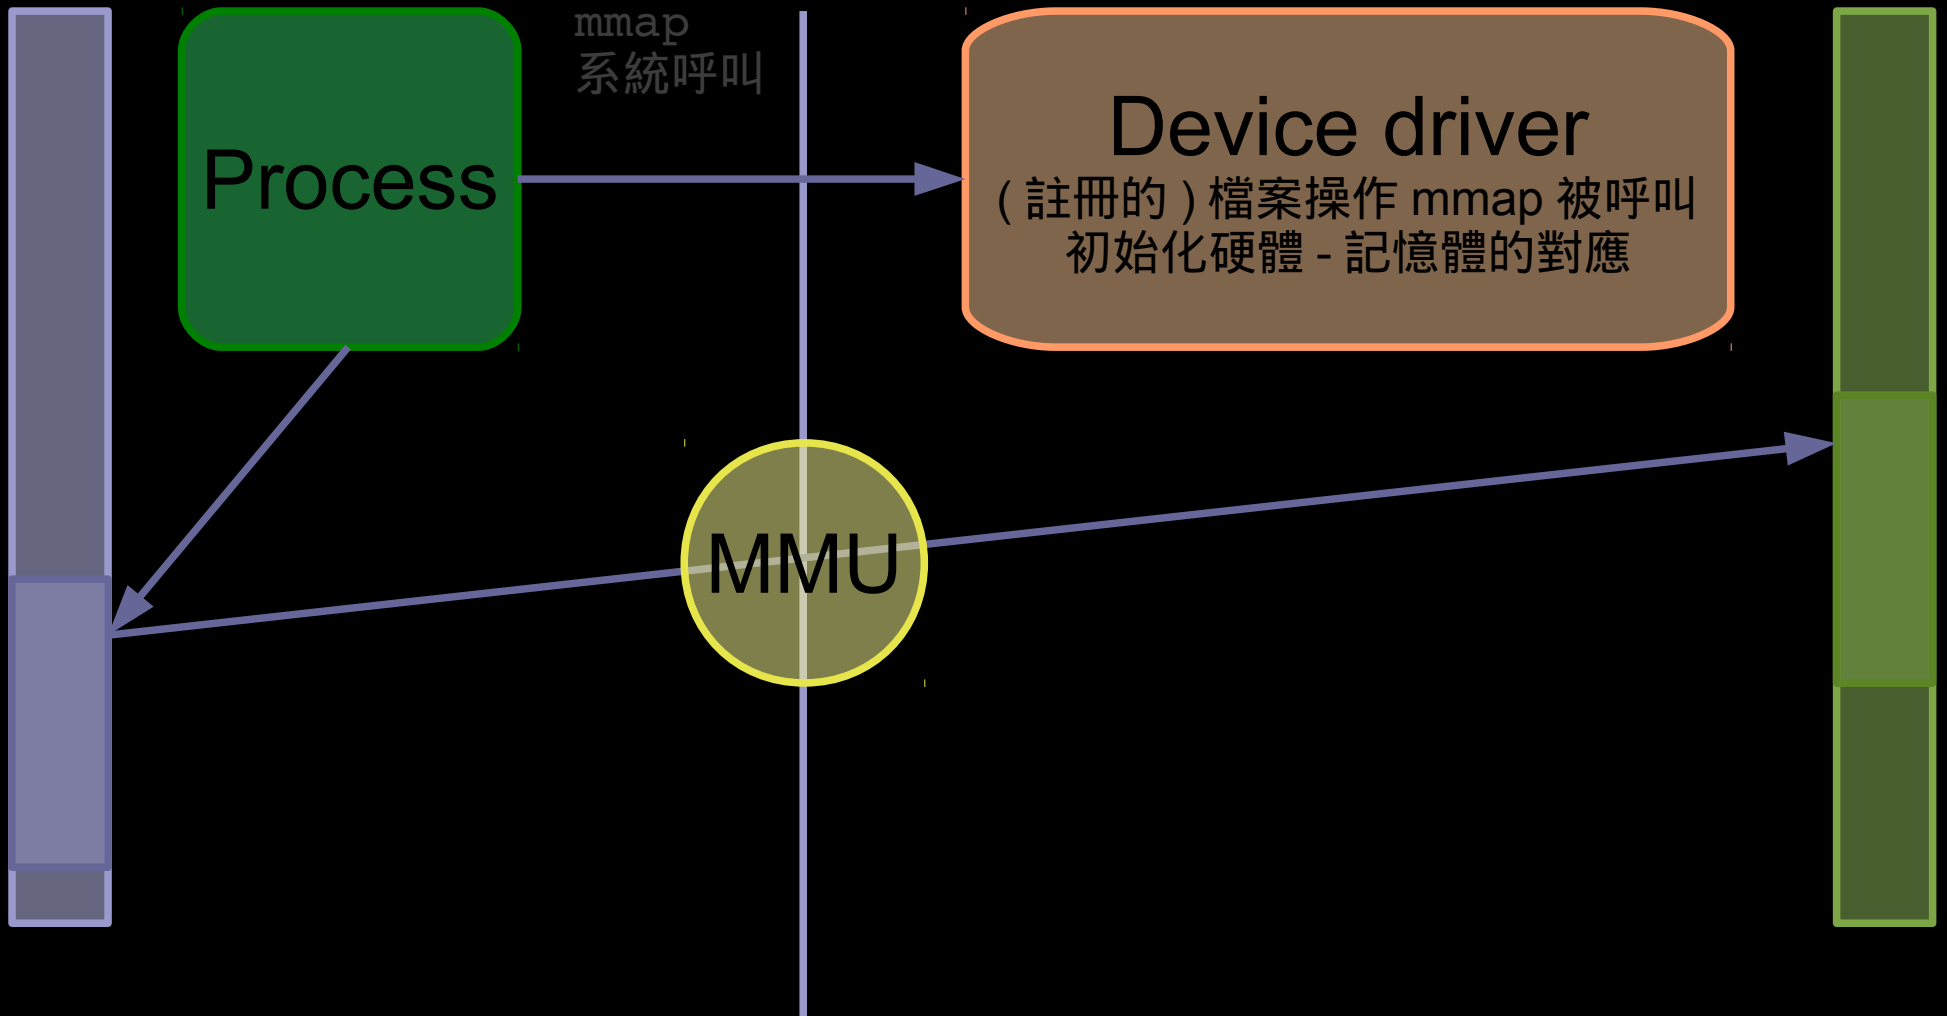 mmap
系統呼叫
Process
Device driver
( 註冊的 ) 檔案操作 mmap 被呼叫
初始化硬體 - 記憶體的對應
MMU